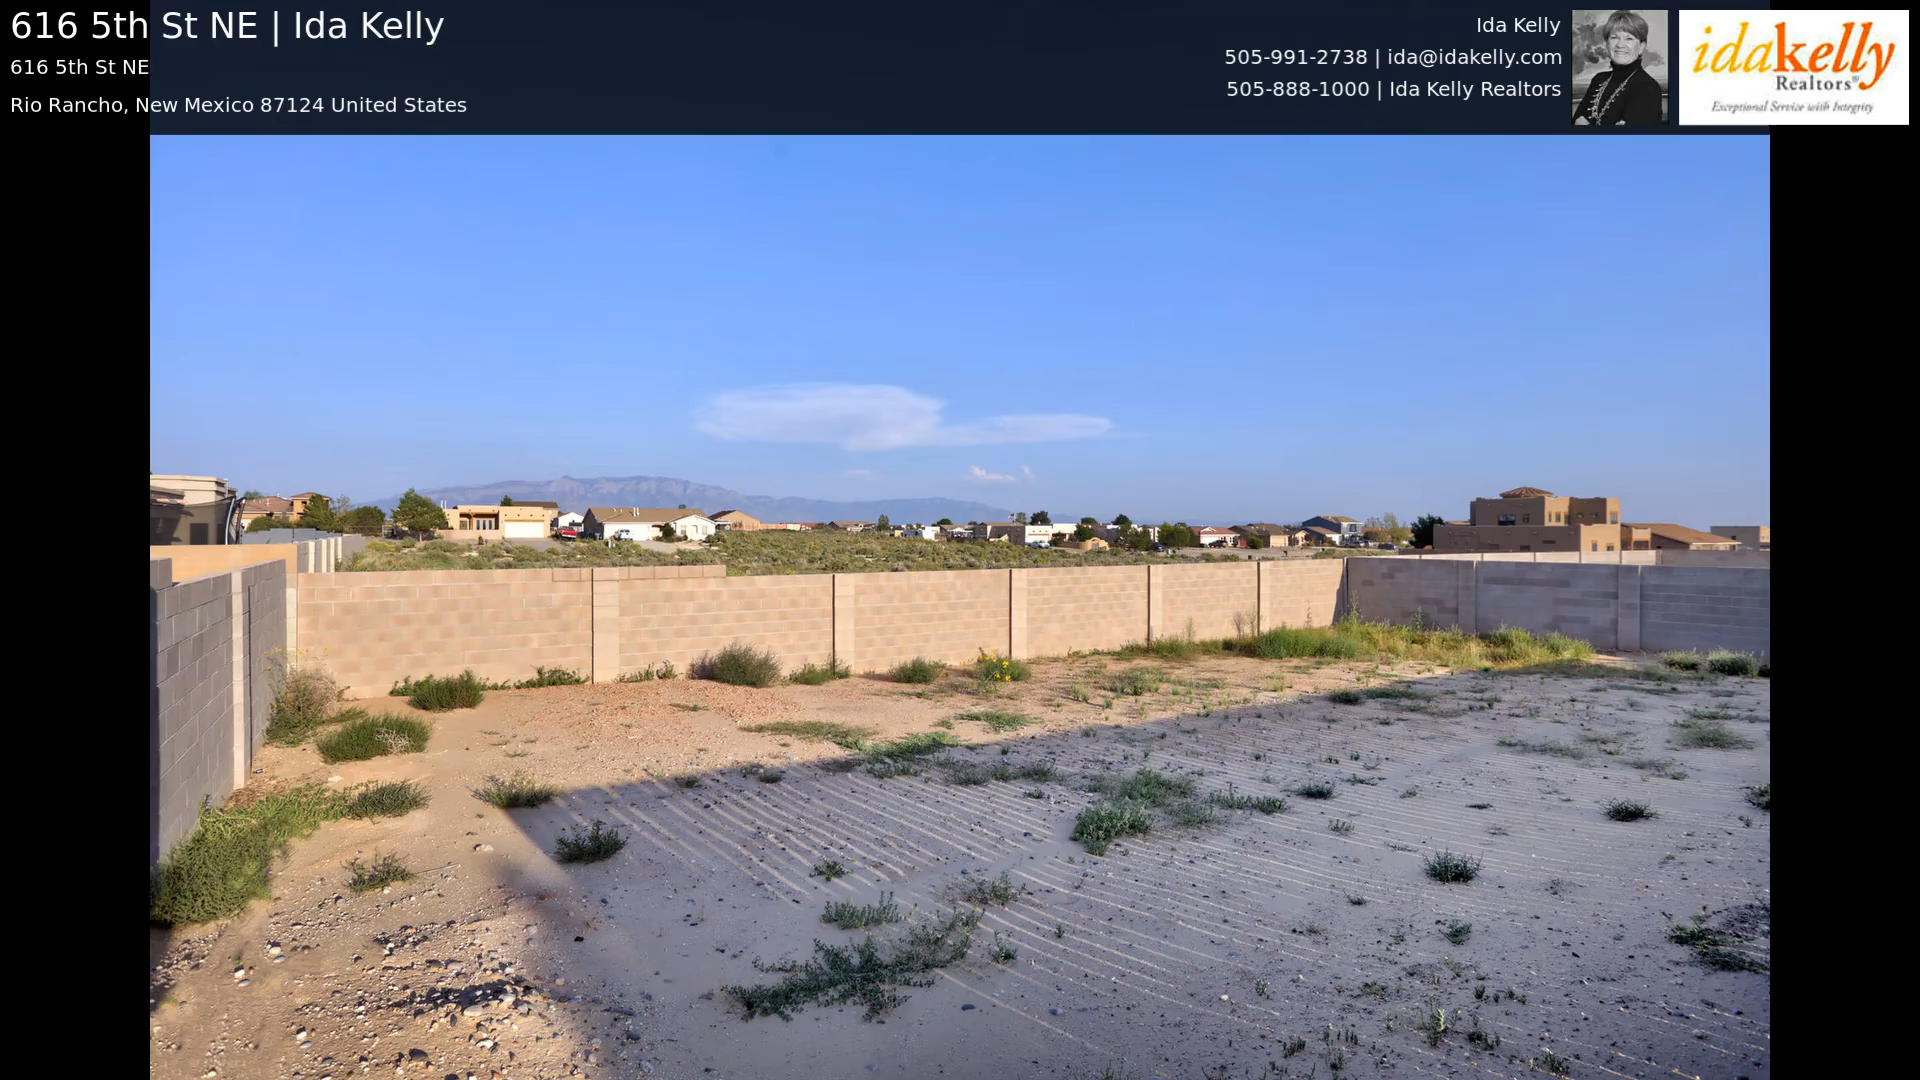 616 5th St NE | Ida Kelly
616 5th St NE
Rio Rancho, New Mexico 87124 United States
Ida Kelly
505-991-2738 | ida@idakelly.com
505-888-1000 | Ida Kelly Realtors
idakelly
Realtors®
Exceptional Service with Integrity